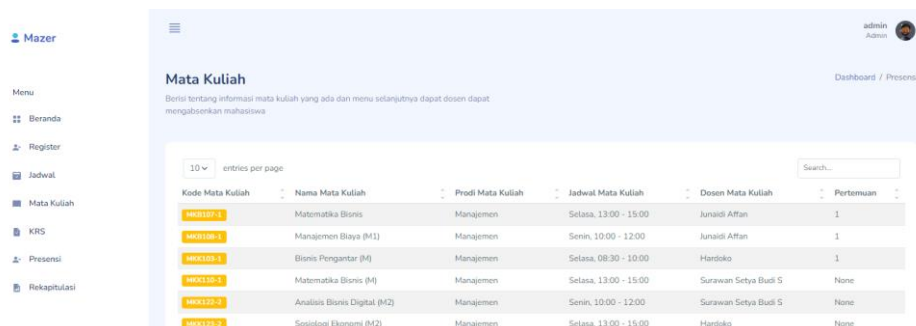 Mazer
admin
Admin
Mata Kuliah
Dashboard / Presensi
Berisi tentang informasi mata kuliah yang ada dan menu selanjutnya dapat dosen dapat
mengabsenkan mahasiswa
Menu
Beranda
Register
Jadwal
Mata Kuliah
KRS
Presensi
Rekapitulasi
10 entries per page
Search...
Kode Mata Kuliah Nama Mata Kuliah Prodi Mata Kuliah Jadwal Mata Kuliah Dosen Mata Kuliah Pertemuan
MKB107-1 Matematika Bisnis Manajemen Selasa, 13:00 - 15:00 Junaidi Affan 1
Manajemen Biaya (M1) Manajemen Senin, 10:00 - 12:00 Junaidi Affan 1
MKK103-1 Bisnis Pengantar (M) Manajemen Selasa, 08:30 - 10:00 Hardoko 1
MKK110-1 Matematika Bisnis (M) Manajemen Selasa, 13:00 - 15:00 Surawan Setya Budi S None
MKK122-2 Analisis Bisnis Digital (M2) Manajemen Senin, 10:00 - 12:00 Surawan Setya Budi S None
MKK123-2 Sosiologi Ekonomi (M2) Manajemen Selasa, 13:00 - 15:00 Hardoko None